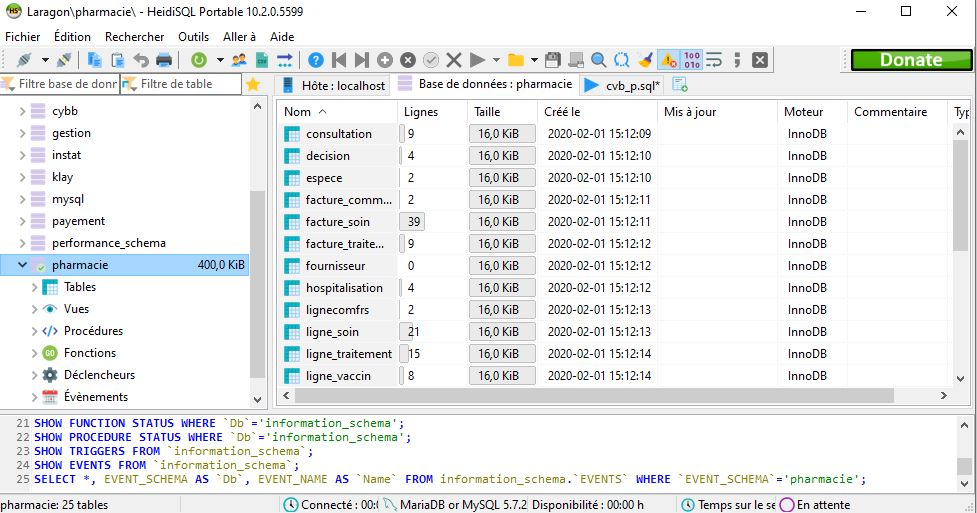 Laragon\pharmacie\ - HeidiSQL Portable 10.2.0.5599
Fichier Édition Rechercher Outils Aller à Aide
Donate
Filtre base de donr Filtre de table
Hôte : localhost Base de données : pharmacie cvb_p.sql*
cybb
gestion
instat
klay
mysql
payement
performance_schema
pharmacie 400,0 KiB
Tables
Vues
Procédures
Fonctions
Déclencheurs
Évènements
Nom Lignes Taille Créé le Mis à jour Moteur Commentaire Typ
consultation 9 16,0 KiB 2020-02-01 15:12:09 InnoDB
decision 4 16,0 KiB 2020-02-01 15:12:10 InnoDB
espece 2 16,0 KiB 2020-02-01 15:12:10 InnoDB
facture_comm... 2 16,0 KiB 2020-02-01 15:12:11 InnoDB
facture_soin 39 16,0 KiB 2020-02-01 15:12:11 InnoDB
facture_traite... 9 16,0 KiB 2020-02-01 15:12:12 InnoDB
fournisseur 0 16,0 KiB 2020-02-01 15:12:12 InnoDB
hospitalisation 4 16,0 KiB 2020-02-01 15:12:12 InnoDB
lignecomfrs 2 16,0 KiB 2020-02-01 15:12:13 InnoDB
ligne_soin 21 16,0 KiB 2020-02-01 15:12:13 InnoDB
ligne_traitement 15 16,0 KiB 2020-02-01 15:12:14 InnoDB
ligne_vaccin 8 16,0 KiB 2020-02-01 15:12:14 InnoDB
21 SHOW FUNCTION STATUS WHERE `Db`='information_schema';
22 SHOW PROCEDURE STATUS WHERE `Db`='information_schema';
23 SHOW TRIGGERS FROM `information_schema`;
24 SHOW EVENTS FROM `information_schema`;
25 SELECT *, EVENT_SCHEMA AS `Db`, EVENT_NAME AS `Name` FROM information_schema.`EVENTS` WHERE `EVENT_SCHEMA`='pharmacie';
pharmacie: 25 tables Connecté : 00:0 MariaDB or MySQL 5.7.2 Disponibilité : 00:00 h Temps sur le se En attente